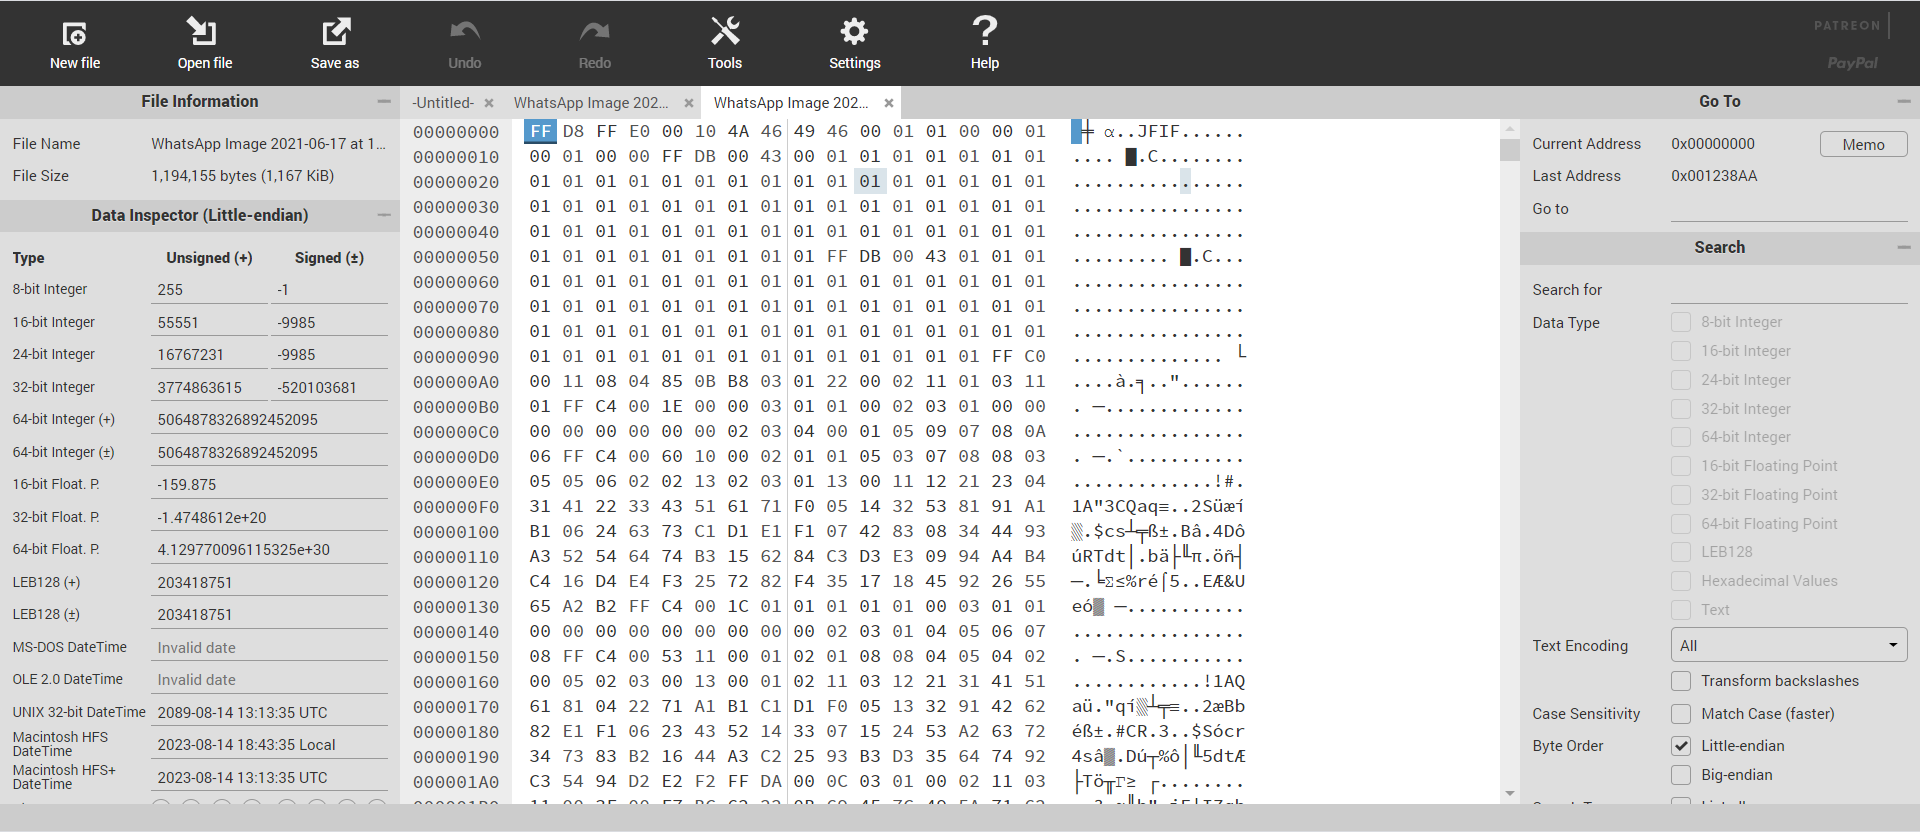 New file Open file Save as Undo Redo Tools Settings Help
PATREON
PayPal
File Information
File Name WhatsApp Image 2021-06-17 at 1...
File Size 1,194,155 bytes (1,167 KiB)
Data Inspector (Little-endian)
Type Unsigned (+) Signed (±)
8-bit Integer 255 -1
16-bit Integer 55551 -9985
24-bit Integer 16767231 -9985
32-bit Integer 3774863615 -520103681
64-bit Integer (+) 5064878326892452095
64-bit Integer (±) 5064878326892452095
16-bit Float. P. -159.875
32-bit Float. P. -1.4748612e+20
64-bit Float. P. 4.129770096115325e+30
LEB128 (+) 203418751
LEB128 (±) 203418751
MS-DOS DateTime Invalid date
OLE 2.0 DateTime Invalid date
UNIX 32-bit DateTime 2089-08-14 13:13:35 UTC
Macintosh HFS DateTime 2023-08-14 18:43:35 Local
Macintosh HFS+ DateTime 2023-08-14 13:13:35 UTC
-Untitled- × WhatsApp Image 202... × WhatsApp Image 202... ×
00000000 FF D8 FF E0 00 10 4A 46 49 46 00 01 01 00 00 01 ╪ α..JFIF......
00000010 00 01 00 00 FF DB 00 43 00 01 01 01 01 01 01 01 .... █.C........
00000020 01 01 01 01 01 01 01 01 01 01 01 01 01 01 01 01 ................
00000030 01 01 01 01 01 01 01 01 01 01 01 01 01 01 01 01 ................
00000040 01 01 01 01 01 01 01 01 01 01 01 01 01 01 01 01 ................
00000050 01 01 01 01 01 01 01 01 01 FF DB 00 43 01 01 01 ......... █.C...
00000060 01 01 01 01 01 01 01 01 01 01 01 01 01 01 01 01 ................
00000070 01 01 01 01 01 01 01 01 01 01 01 01 01 01 01 01 ................
00000080 01 01 01 01 01 01 01 01 01 01 01 01 01 01 01 01 ................
00000090 01 01 01 01 01 01 01 01 01 01 01 01 01 01 FF C0 .............. └
000000A0 00 11 08 04 85 0B B8 03 01 22 00 02 11 01 03 11 ....à.╕.."......
000000B0 01 FF C4 00 1E 00 00 03 01 01 00 02 03 01 00 00 . ─.............
000000C0 00 00 00 00 00 00 02 03 04 00 01 05 09 07 08 0A ................
000000D0 06 FF C4 00 60 10 00 02 01 01 05 03 07 08 08 03 . ─.`...........
000000E0 05 05 06 02 02 13 02 03 01 13 00 11 12 21 23 04 .............!#.
000000F0 31 41 22 33 43 51 61 71 F0 05 14 32 53 81 91 A1 1A"3CQaq≡..2Süæí
00000100 B1 06 24 63 73 C1 D1 E1 F1 07 42 83 08 34 44 93 ▒.$cs┴╤ß±.Bâ.4Dô
00000110 A3 52 54 64 74 B3 15 62 84 C3 D3 E3 09 94 A4 B4 úRTdt│.bä├╙π.öñ┤
00000120 C4 16 D4 E4 F3 25 72 82 F4 35 17 18 45 92 26 55 ─.╘Σ≤%ré⌠5..EÆ&U
00000130 65 A2 B2 FF C4 00 1C 01 01 01 01 01 00 03 01 01 eó▓ ─...........
00000140 00 00 00 00 00 00 00 00 00 02 03 01 04 05 06 07 ................
00000150 08 FF C4 00 53 11 00 01 02 01 08 08 04 05 04 02 . ─.S...........
00000160 00 05 02 03 00 13 00 01 02 11 03 12 21 31 41 51 ............!1AQ
00000170 61 81 04 22 71 A1 B1 C1 D1 F0 05 13 32 91 42 62 aü."qí▒┴╤≡..2æBb
00000180 82 E1 F1 06 23 43 52 14 33 07 15 24 53 A2 63 72 éß±.#CR.3..$Sócr
00000190 34 73 83 B2 16 44 A3 C2 25 93 B3 D3 35 64 74 92 4sâ▓.Dú┬%ô│╙5dtÆ
000001A0 C3 54 94 D2 E2 F2 FF DA 00 0C 03 01 00 02 11 03 ├Tö╥Γ≥ ┌........
Go To
Current Address 0x00000000 Memo
Last Address 0x001238AA
Go to
Search
Search for
Data Type 8-bit Integer
16-bit Integer
24-bit Integer
32-bit Integer
64-bit Integer
16-bit Floating Point
32-bit Floating Point
64-bit Floating Point
LEB128
Hexadecimal Values
Text
Text Encoding All
Transform backslashes
Case Sensitivity Match Case (faster)
Byte Order Little-endian
Big-endian